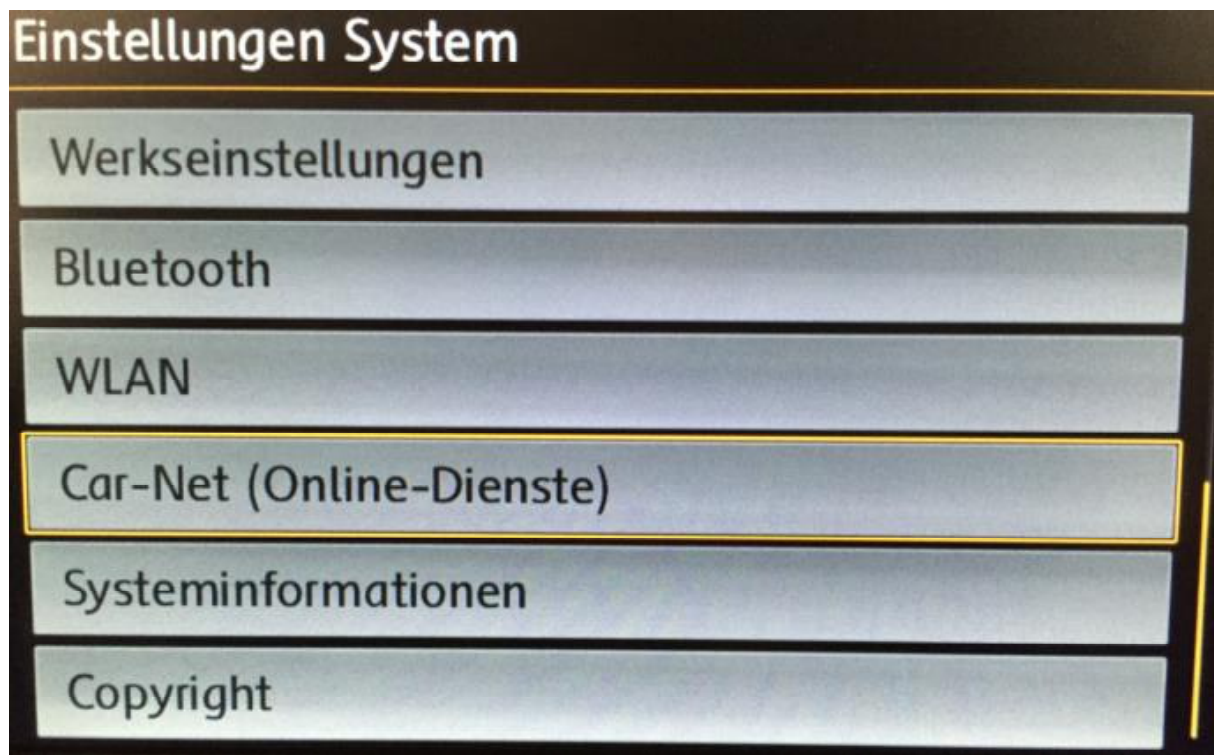 Einstellungen System
Werkseinstellungen
Bluetooth
WLAN
Car-Net (Online-Dienste)
Systeminformationen
Copyright